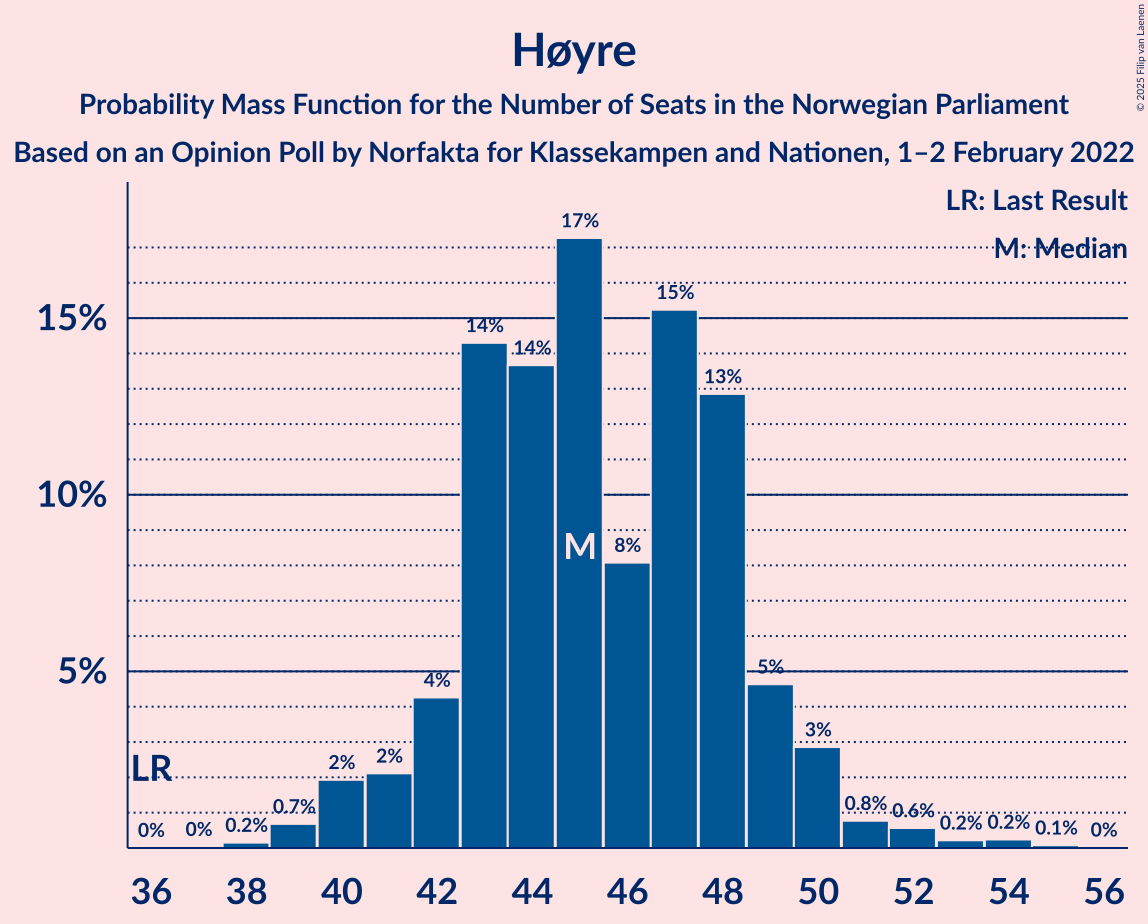 Høyre
Probability Mass Function for the Number of Seats in the Norwegian Parliament
Based on an Opinion Poll by Norfakta for Klassekampen and Nationen, 1–2 February 2022
© 2025 Filip van Laenen
LR: Last Result
M: Median
17%
15%
15%
14%
14%
13%
10%
M
8%
5%
5%
4%
3%
LR
2%
2%
0.7%
0.8%
0.6%
0%
0%
0.2%
0.2%
0.2%
0.1%
0%
36 38 40 42 44 46 48 50 52 54 56